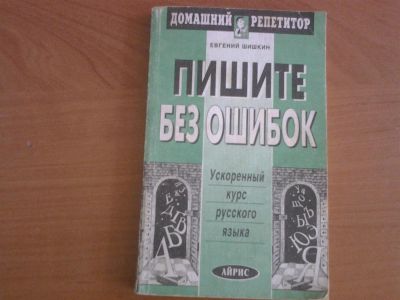 ДОМАШНИЙ РЕПЕТИТОР
ЕВГЕНИЙ ШИШКИН
ПИШИТЕ
БЕЗ ОШИБОК
Ускоренный
курс
русского
языка
АЙРИС